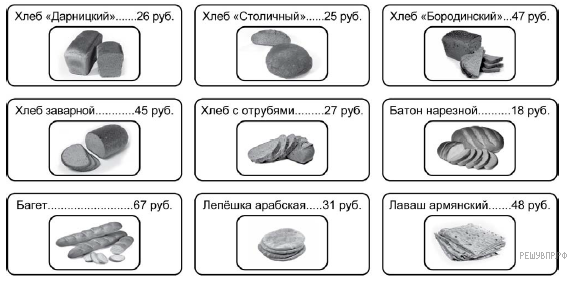 Хлеб «Дарницкий»......26 руб.
Хлеб «Столичный»....25 руб.
Хлеб «Бородинский»..47 руб.
Хлеб заварной............45 руб.
Хлеб с отрубями.........27 руб.
Батон нарезной..........18 руб.
Багет..........................67 руб.
Лепёшка арабская.....31 руб.
Лаваш армянский.......48 руб.
РЕШУВПР.РФ